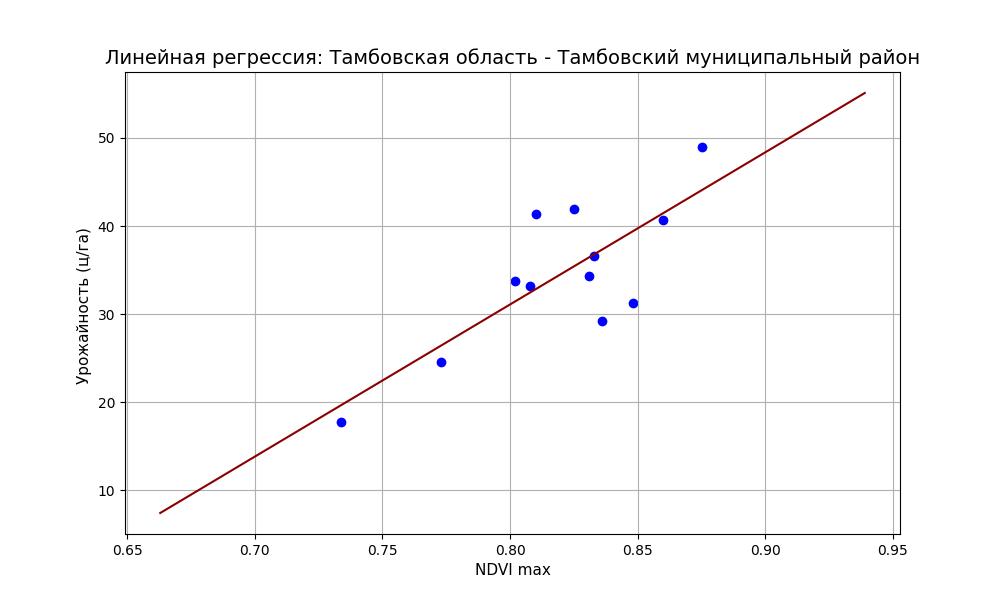 Линейная регрессия: Тамбовская область - Тамбовский муниципальный район
Урожайность (ц/га)
50
40
30
20
10
0.65 0.70 0.75 0.80 0.85 0.90 0.95
NDVI max